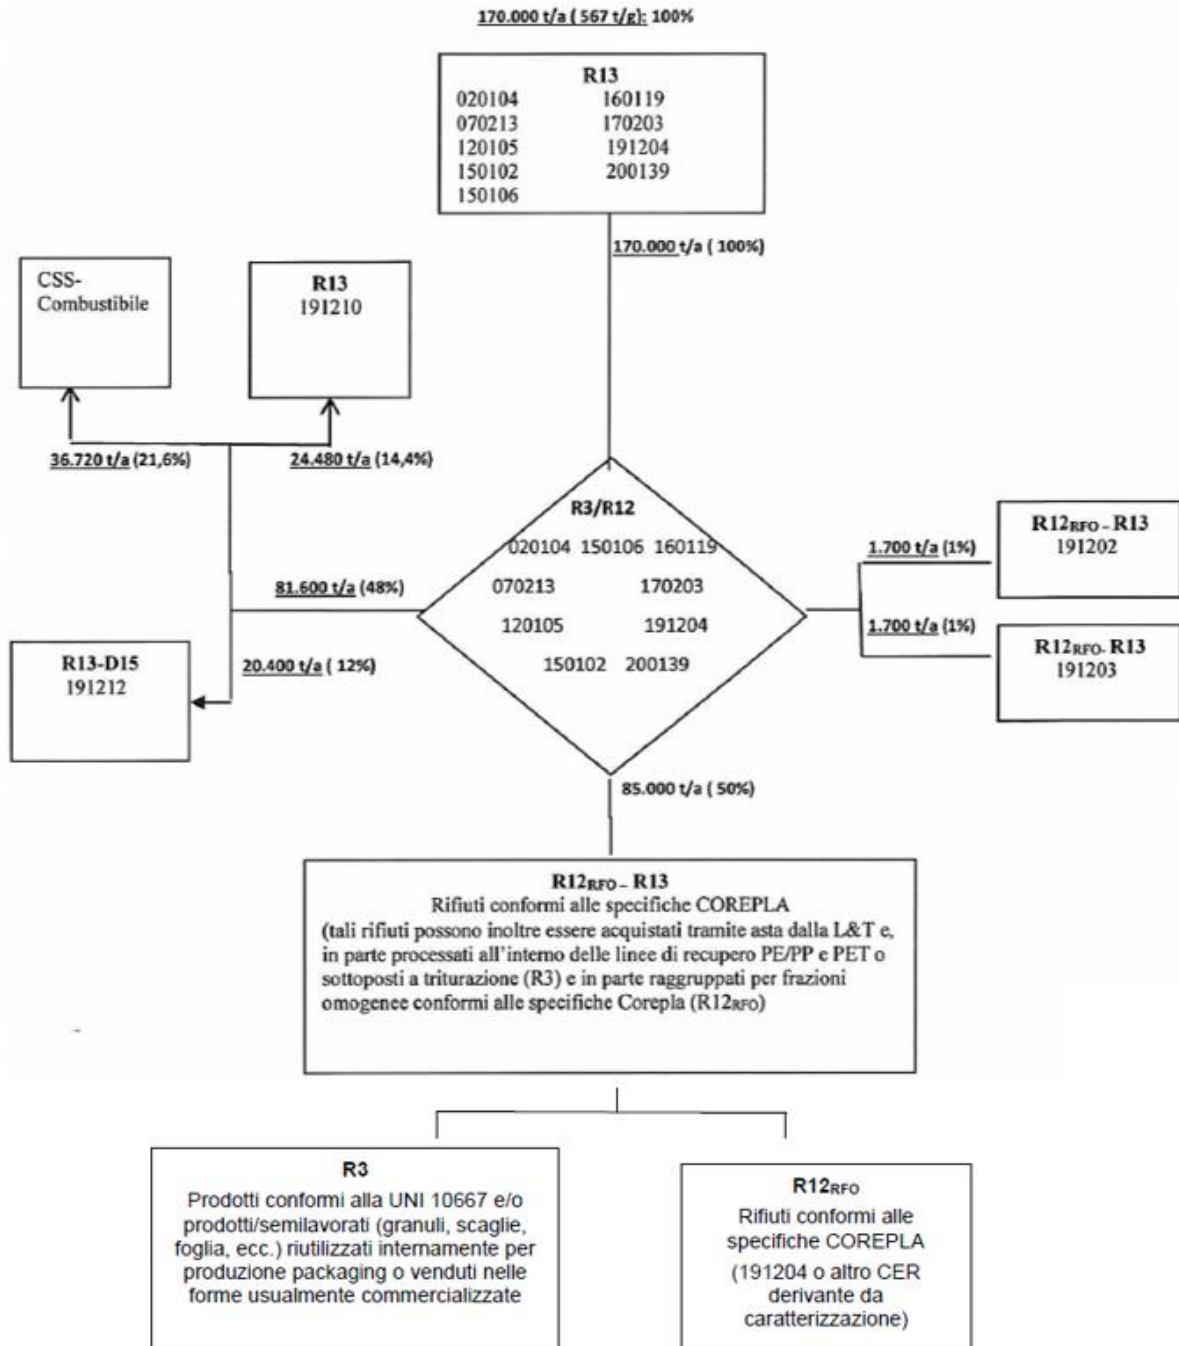 170.000 t/a ( 567 t/g): 100%
R13
020104 160119
070213 170203
120105 191204
150102 200139
150106
170.000 t/a ( 100%)
CSS-
Combustibile
R13
191210
36.720 t/a (21,6%)
24.480 t/a (14,4%)
R3/R12
020104 150106 160119
070213 170203
120105 191204
150102 200139
81.600 t/a (48%)
20.400 t/a ( 12%)
R13-D15
191212
1.700 t/a (1%)
R12RFO – R13
191202
1.700 t/a (1%)
R12RFO- R13
191203
85.000 t/a ( 50%)
R12RFO – R13
Rifiuti conformi alle specifiche COREPLA
(tali rifiuti possono inoltre essere acquistati tramite asta dalla L&T e,
in parte processati all'interno delle linee di recupero PE/PP e PET o
sottoposti a triturazione (R3) e in parte raggruppati per frazioni
omogenee conformi alle specifiche Corepla (R12RFO)
R3
Prodotti conformi alla UNI 10667 e/o
prodotti/semilavorati (granuli, scaglie,
foglia, ecc.) riutilizzati internamente per
produzione packaging o venduti nelle
forme usualmente commercializzate
R12RFO
Rifiuti conformi alle
specifiche COREPLA
(191204 o altro CER
derivante da
caratterizzazione)